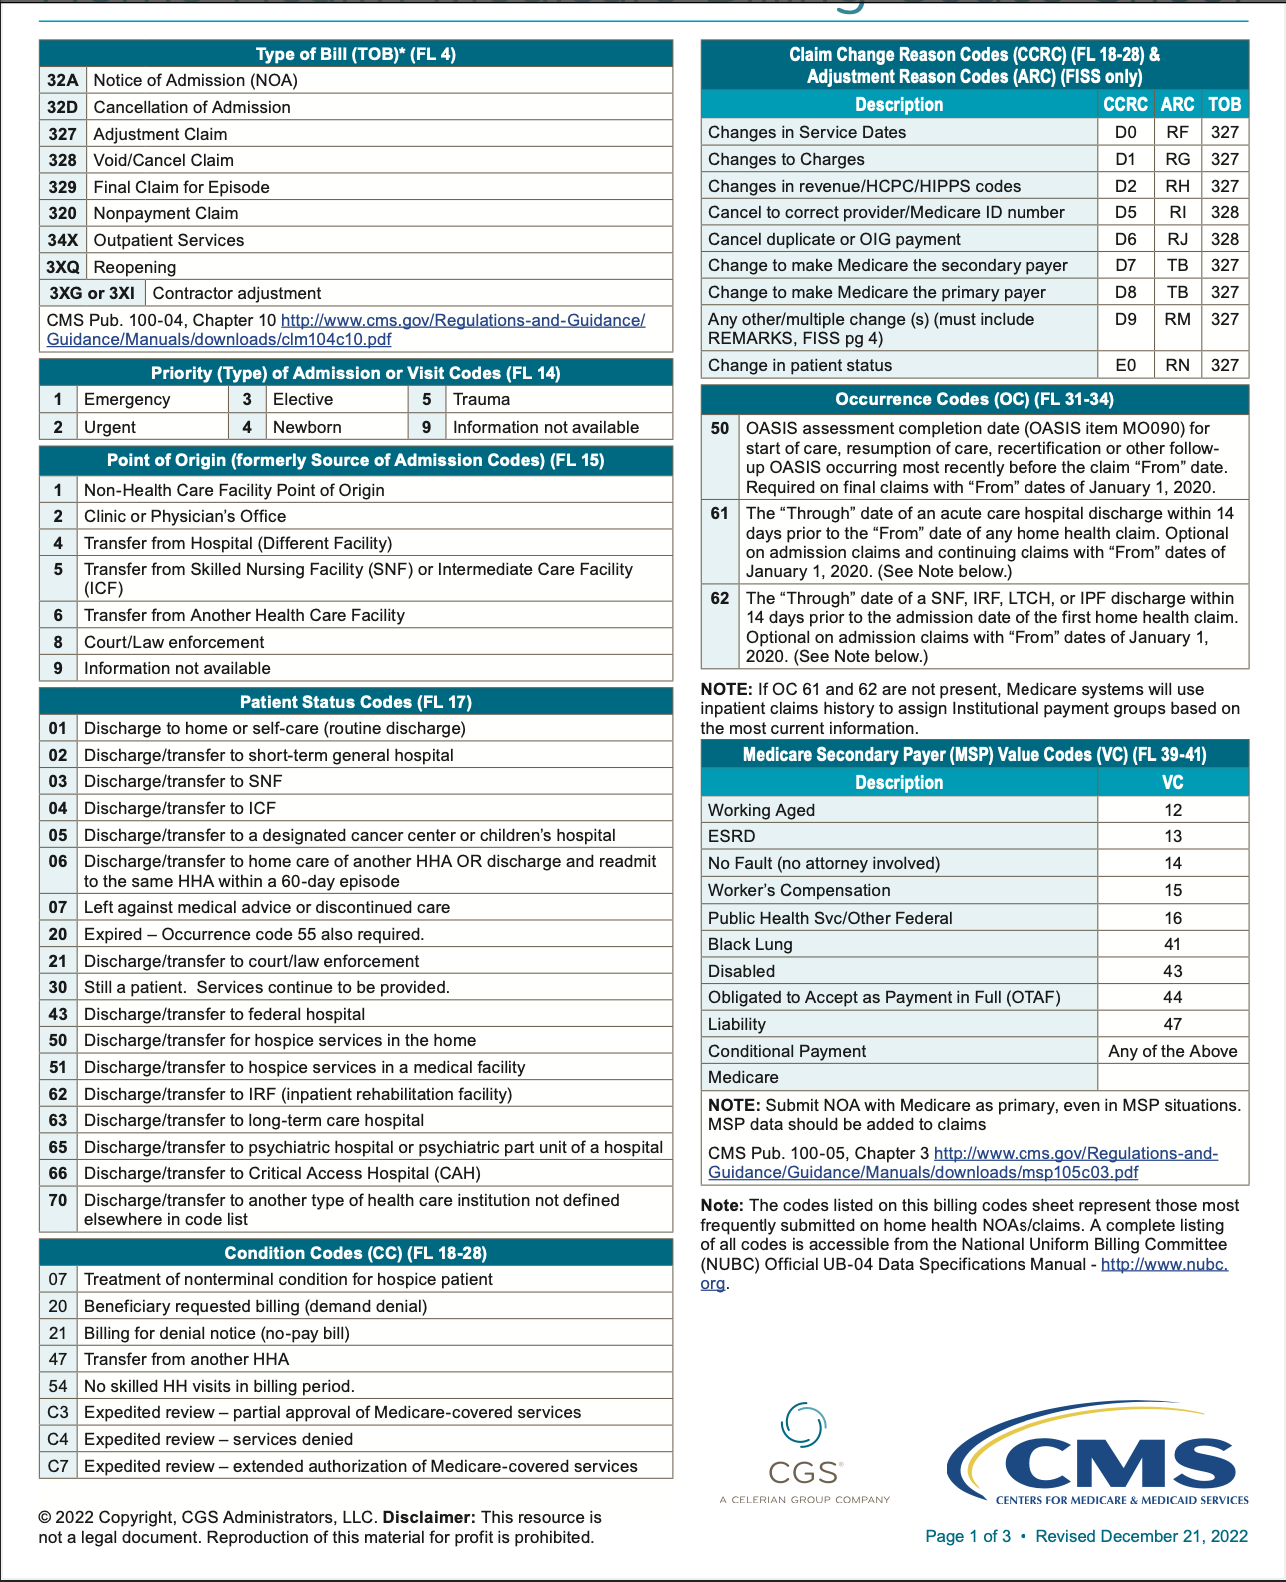 Type of Bill (TOB)* (FL 4)
32A Notice of Admission (NOA)
32D Cancellation of Admission
327 Adjustment Claim
328 Void/Cancel Claim
329 Final Claim for Episode
320 Nonpayment Claim
34X Outpatient Services
3XQ Reopening
3XG or 3XI Contractor adjustment
CMS Pub. 100-04, Chapter 10 http://www.cms.gov/Regulations-and-Guidance/
Guidance/Manuals/downloads/clm104c10.pdf
Priority (Type) of Admission or Visit Codes (FL 14)
1 Emergency 3 Elective 5 Trauma
2 Urgent 4 Newborn 9 Information not available
Point of Origin (formerly Source of Admission Codes) (FL 15)
1 Non-Health Care Facility Point of Origin
2 Clinic or Physician's Office
4 Transfer from Hospital (Different Facility)
5 Transfer from Skilled Nursing Facility (SNF) or Intermediate Care Facility
(ICF)
6 Transfer from Another Health Care Facility
8 Court/Law enforcement
9 Information not available
Patient Status Codes (FL 17)
01 Discharge to home or self-care (routine discharge)
02 Discharge/transfer to short-term general hospital
03 Discharge/transfer to SNF
04 Discharge/transfer to ICF
05 Discharge/transfer to a designated cancer center or children's hospital
06 Discharge/transfer to home care of another HHA OR discharge and readmit
to the same HHA within a 60-day episode
07 Left against medical advice or discontinued care
20 Expired – Occurrence code 55 also required.
21 Discharge/transfer to court/law enforcement
30 Still a patient.  Services continue to be provided.
43 Discharge/transfer to federal hospital
50 Discharge/transfer for hospice services in the home
51 Discharge/transfer to hospice services in a medical facility
62 Discharge/transfer to IRF (inpatient rehabilitation facility)
63 Discharge/transfer to long-term care hospital
65 Discharge/transfer to psychiatric hospital or psychiatric part unit of a hospital
66 Discharge/transfer to Critical Access Hospital (CAH)
70 Discharge/transfer to another type of health care institution not defined
elsewhere in code list
Condition Codes (CC) (FL 18-28)
07 Treatment of nonterminal condition for hospice patient
20 Beneficiary requested billing (demand denial)
21 Billing for denial notice (no-pay bill)
47 Transfer from another HHA
54 No skilled HH visits in billing period.
C3 Expedited review – partial approval of Medicare-covered services
C4 Expedited review – services denied
C7 Expedited review – extended authorization of Medicare-covered services
© 2022 Copyright, CGS Administrators, LLC. Disclaimer: This resource is
not a legal document. Reproduction of this material for profit is prohibited.
Claim Change Reason Codes (CCRC) (FL 18-28) &
Adjustment Reason Codes (ARC) (FISS only)
Description CCRC ARC TOB
Changes in Service Dates D0 RF 327
Changes to Charges D1 RG 327
Changes in revenue/HCPC/HIPPS codes D2 RH 327
Cancel to correct provider/Medicare ID number D5 RI 328
Cancel duplicate or OIG payment D6 RJ 328
Change to make Medicare the secondary payer D7 TB 327
Change to make Medicare the primary payer D8 TB 327
Any other/multiple change (s) (must include D9 RM 327
REMARKS, FISS pg 4)
Change in patient status E0 RN 327
Occurrence Codes (OC) (FL 31-34)
50 OASIS assessment completion date (OASIS item MO090) for
start of care, resumption of care, recertification or other follow-
up OASIS occurring most recently before the claim “From” date.
Required on final claims with “From” dates of January 1, 2020.
61 The “Through” date of an acute care hospital discharge within 14
days prior to the “From” date of any home health claim. Optional
on admission claims and continuing claims with “From” dates of
January 1, 2020. (See Note below.)
62 The “Through” date of a SNF, IRF, LTCH, or IPF discharge within
14 days prior to the admission date of the first home health claim.
Optional on admission claims with “From” dates of January 1,
2020. (See Note below.)
NOTE: If OC 61 and 62 are not present, Medicare systems will use
inpatient claims history to assign Institutional payment groups based on
the most current information.
Medicare Secondary Payer (MSP) Value Codes (VC) (FL 39-41)
Description VC
Working Aged 12
ESRD 13
No Fault (no attorney involved) 14
Worker's Compensation 15
Public Health Svc/Other Federal 16
Black Lung 41
Disabled 43
Obligated to Accept as Payment in Full (OTAF) 44
Liability 47
Conditional Payment Any of the Above
Medicare
NOTE: Submit NOA with Medicare as primary, even in MSP situations.
MSP data should be added to claims
CMS Pub. 100-05, Chapter 3 http://www.cms.gov/Regulations-and-
Guidance/Guidance/Manuals/downloads/msp105c03.pdf
Note: The codes listed on this billing codes sheet represent those most
frequently submitted on home health NOAs/claims. A complete listing
of all codes is accessible from the National Uniform Billing Committee
(NUBC) Official UB-04 Data Specifications Manual - http://www.nubc.
org.
CGS®
A CELERIAN GROUP COMPANY
CMS
CENTERS FOR MEDICARE & MEDICAID SERVICES
Page 1 of 3 • Revised December 21, 2022